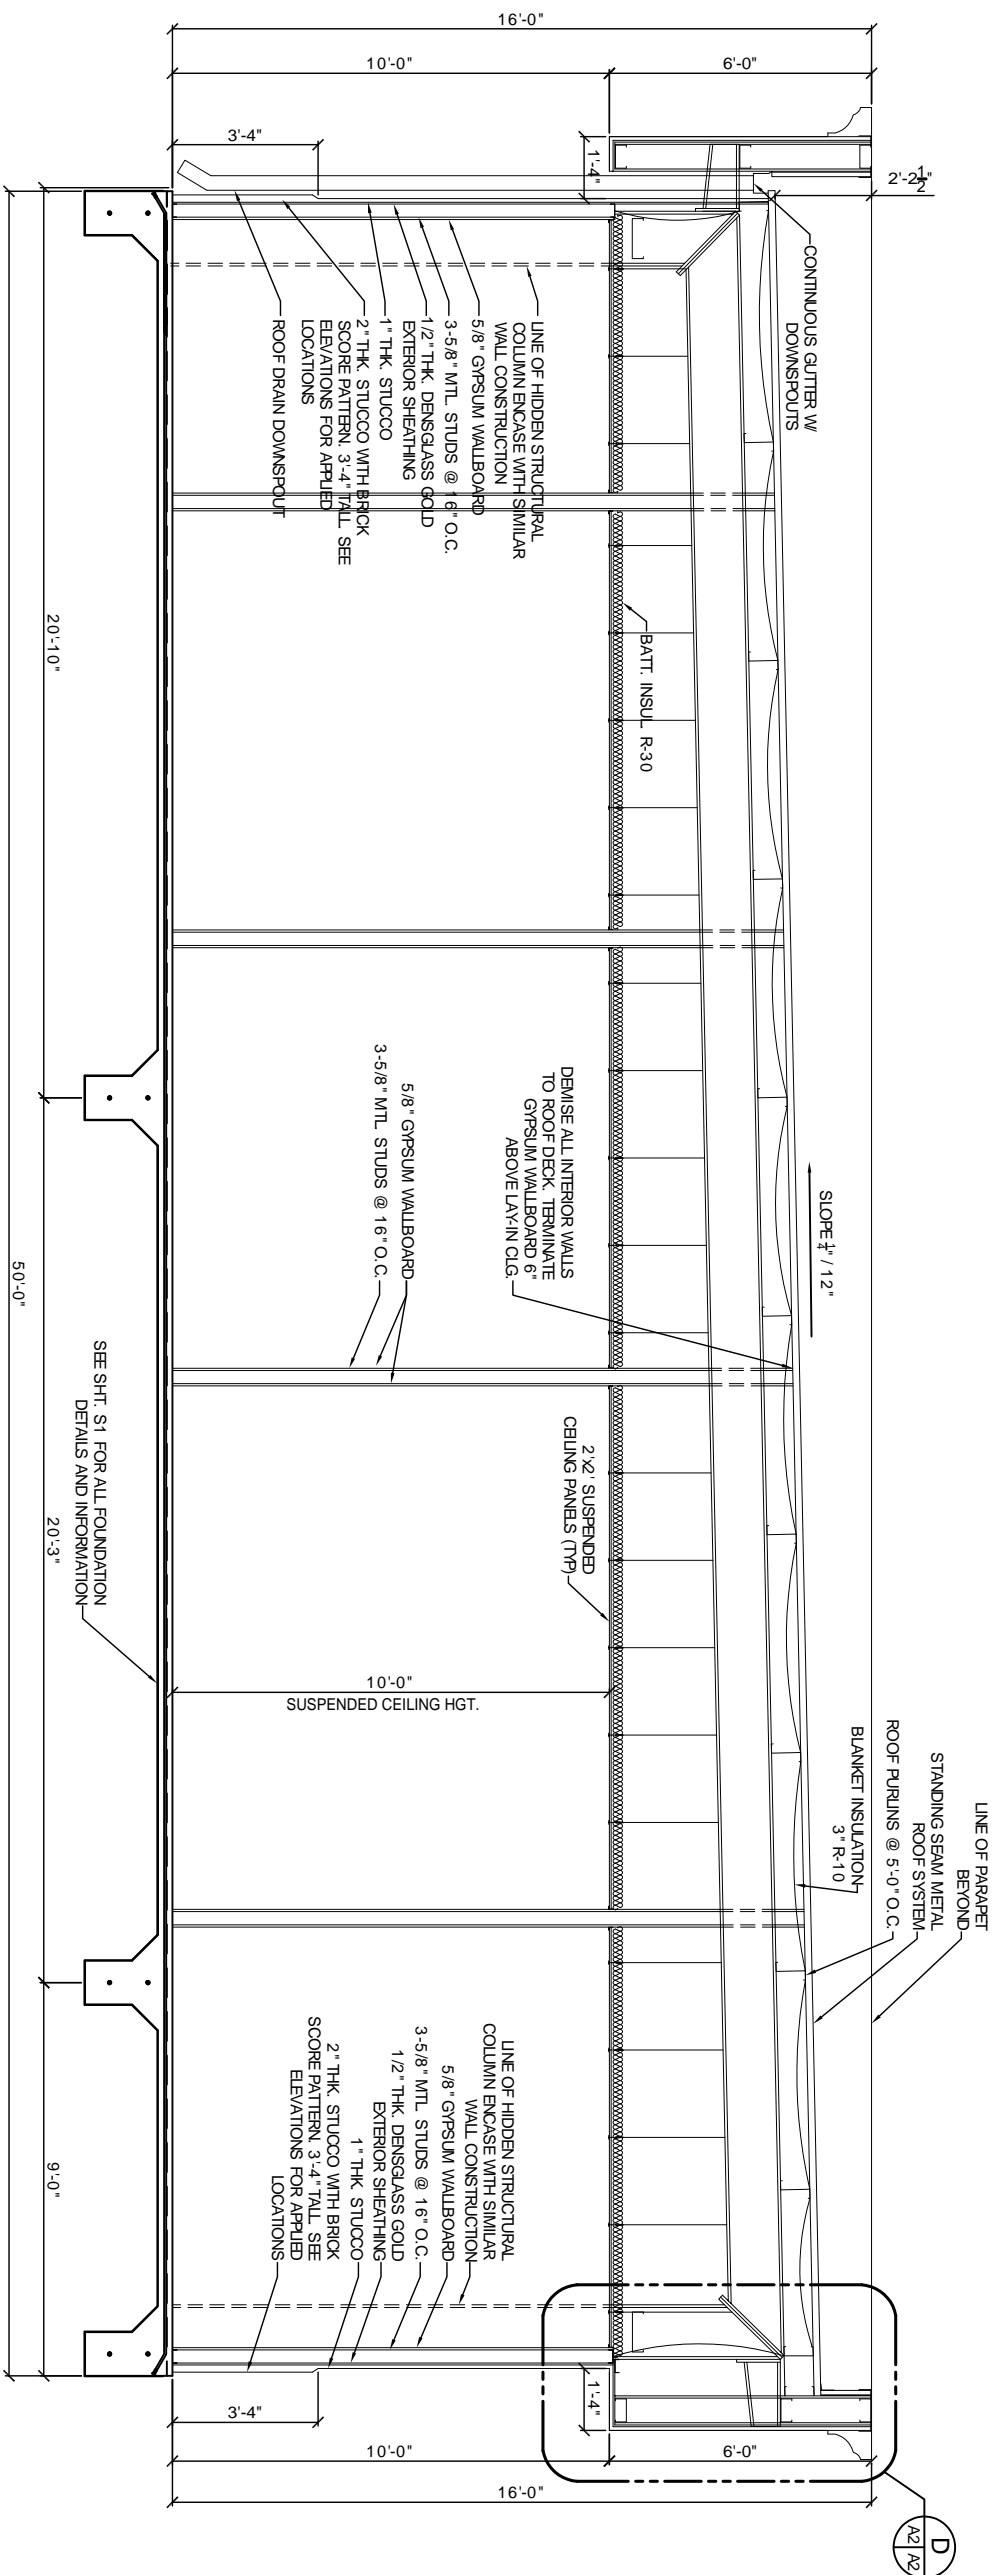 LINE OF PARAPET
BEYOND
STANDING SEAM METAL
ROOF SYSTEM
ROOF PURLINS @ 5'-0" O.C.
BLANKET INSULATION
3" R-10
SLOPE 1/4" / 12"
CONTINUOUS GUTTER W/
DOWNSPOUTS
2'-2 1/2"
6'-0"
10'-0"
16'-0"
1'-4"
3'-4"
BATT. INSUL. R-30
LINE OF HIDDEN STRUCTURAL
COLUMN ENCASE WITH SIMILAR
WALL CONSTRUCTION
5/8" GYPSUM WALLBOARD
3-5/8" MTL. STUDS @ 16" O.C.
1/2" THK. DENSGLASS GOLD
EXTERIOR SHEATHING
1" THK. STUCCO
2" THK. STUCCO WITH BRICK
SCORE PATTERN. 3'-4" TALL. SEE
ELEVATIONS FOR APPLIED
LOCATIONS
ROOF DRAIN DOWNSPOUT
DEMISE ALL INTERIOR WALLS
TO ROOF DECK. TERMINATE
GYPSUM WALLBOARD 6"
ABOVE LAY-IN CLG.
5/8" GYPSUM WALLBOARD
3-5/8" MTL. STUDS @ 16" O.C.
2'x2' SUSPENDED
CEILING PANELS (TYP)
10'-0"
SUSPENDED CEILING HGT.
LINE OF HIDDEN STRUCTURAL
COLUMN ENCASE WITH SIMILAR
WALL CONSTRUCTION
5/8" GYPSUM WALLBOARD
3-5/8" MTL. STUDS @ 16" O.C.
1/2" THK. DENSGLASS GOLD
EXTERIOR SHEATHING
1" THK. STUCCO
2" THK. STUCCO WITH BRICK
SCORE PATTERN. 3'-4" TALL. SEE
ELEVATIONS FOR APPLIED
LOCATIONS
1'-4"
3'-4"
6'-0"
10'-0"
16'-0"
D
A2 A2
SEE SHT. S1 FOR ALL FOUNDATION
DETAILS AND INFORMATION
20'-10"
20'-3"
9'-0"
50'-0"